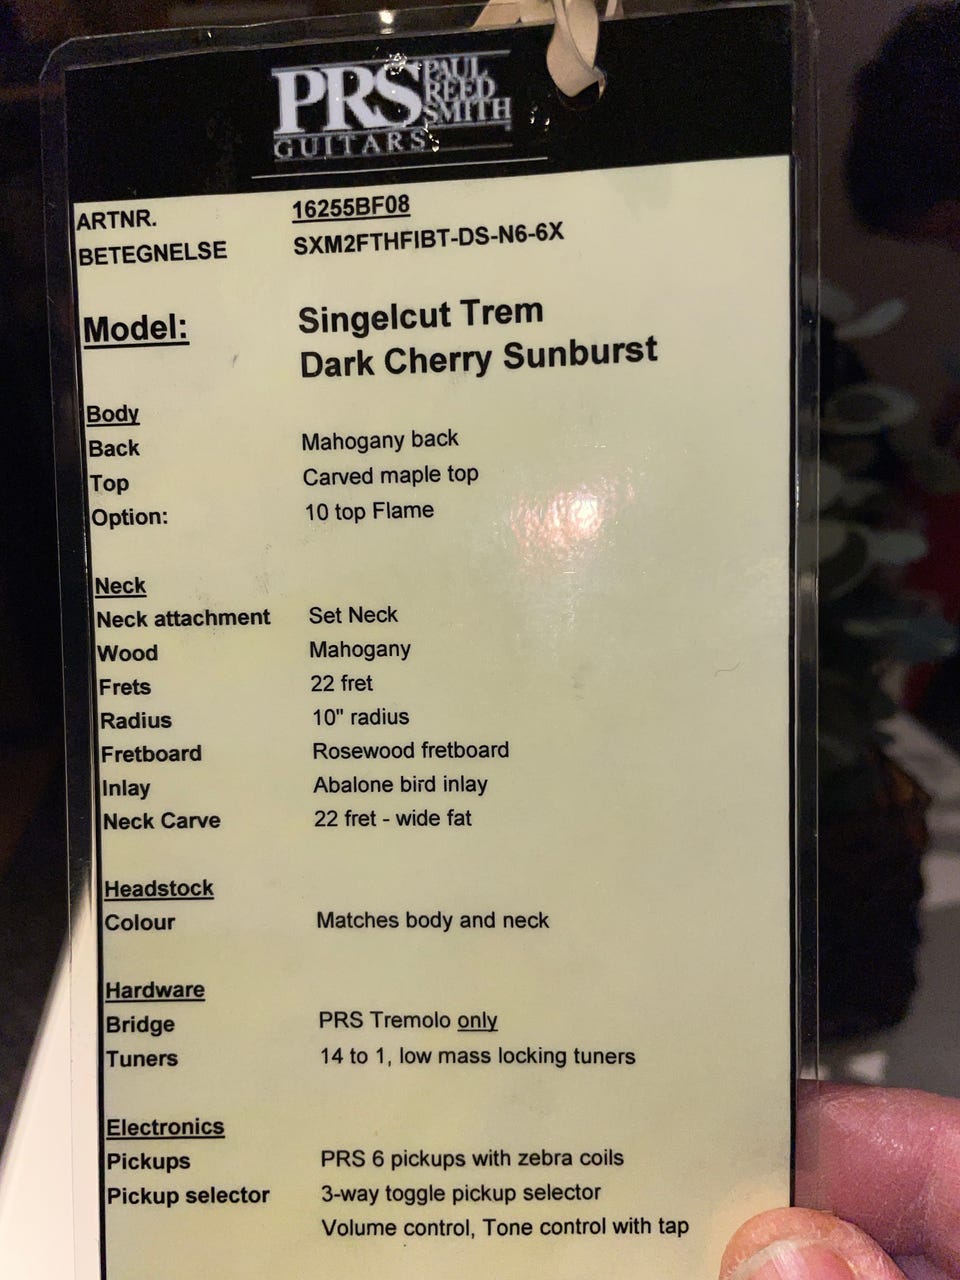 PRS PAUL REED SMITH
GUITARS
ARTNR. 16255BF08
BETEGNELSE SXM2FTHFIBT-DS-N6-6X
Model: Singelcut Trem
Dark Cherry Sunburst
Body
Back Mahogany back
Top Carved maple top
Option: 10 top Flame
Neck
Neck attachment Set Neck
Wood Mahogany
Frets 22 fret
Radius 10" radius
Fretboard Rosewood fretboard
Inlay Abalone bird inlay
Neck Carve 22 fret - wide fat
Headstock
Colour Matches body and neck
Hardware
Bridge PRS Tremolo only
Tuners 14 to 1, low mass locking tuners
Electronics
Pickups PRS 6 pickups with zebra coils
Pickup selector 3-way toggle pickup selector
Volume control, Tone control with tap